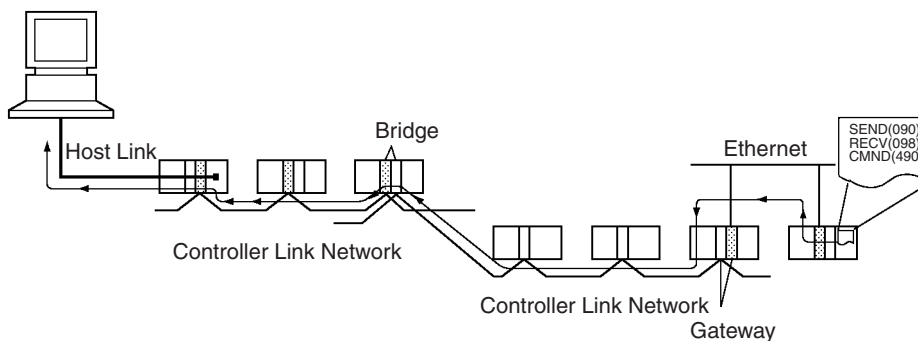 SEND(090)
RECV(098)
CMND(490
Bridge
Host Link
Ethernet
Controller Link Network
Controller Link Network
Gateway